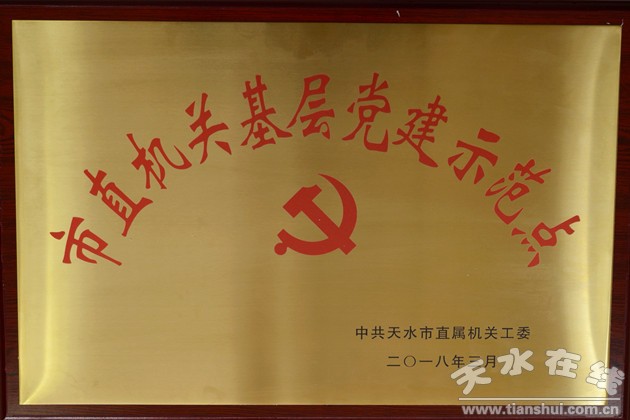 市直机关基层党建示范点
中共天水市直属机关工委
二〇一八年三月
天水在线
www.tianshui.com.cn